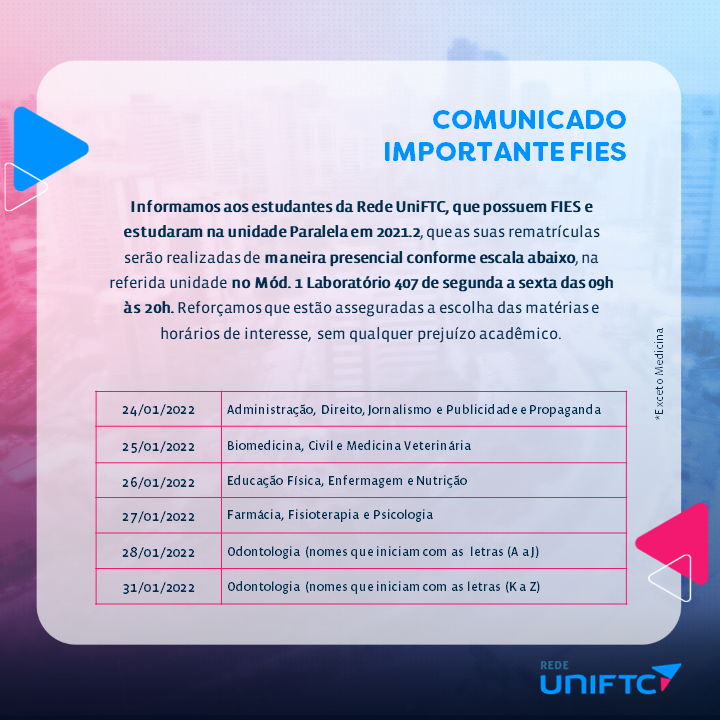 COMUNICADO
IMPORTANTE FIES
Informamos aos estudantes da Rede UniFTC, que possuem FIES e
estudaram na unidade Paralela em 2021.2, que as suas rematrículas
serão realizadas de maneira presencial conforme escala abaixo, na
referida unidade no Mód. 1 Laboratório 407 de segunda a sexta das 09h
às 20h. Reforçamos que estão asseguradas a escolha das matérias e
horários de interesse, sem qualquer prejuízo acadêmico.
*Exceto Medicina
24/01/2022 Administração, Direito, Jornalismo e Publicidade e Propaganda
25/01/2022 Biomedicina, Civil e Medicina Veterinária
26/01/2022 Educação Física, Enfermagem e Nutrição
27/01/2022 Farmácia, Fisioterapia e Psicologia
28/01/2022 Odontologia (nomes que iniciam com as letras (A a J)
31/01/2022 Odontologia (nomes que iniciam com as letras (K a Z)
REDE
UNIFTC